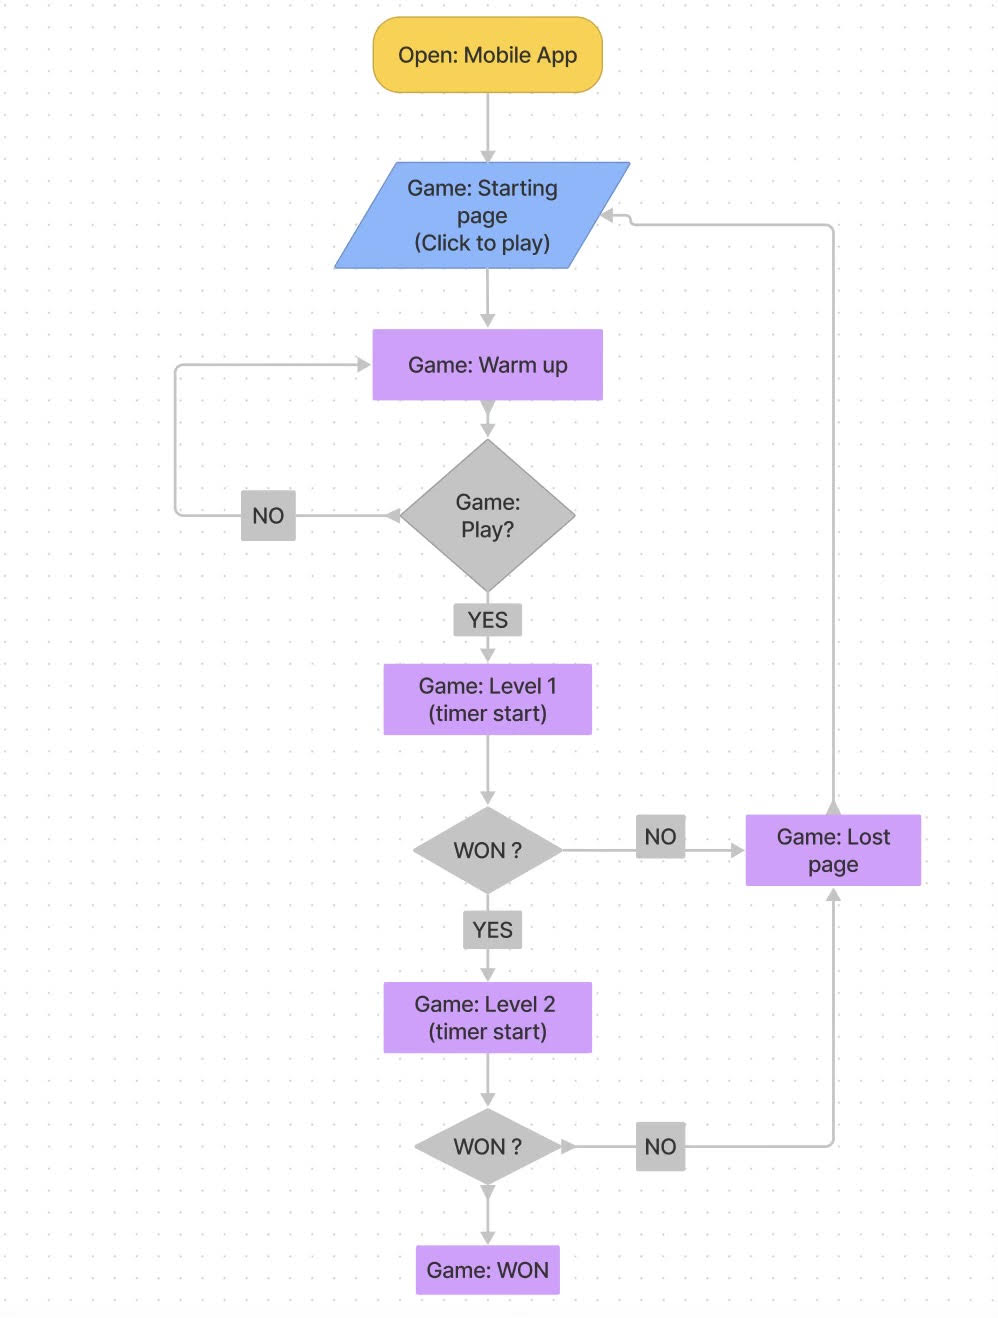 Open: Mobile App
Game: Starting
page
(Click to play)
Game: Warm up
Game:
Play?
NO
YES
Game: Level 1
(timer start)
WON ?
NO
Game: Lost
page
YES
Game: Level 2
(timer start)
WON ?
NO
Game: WON